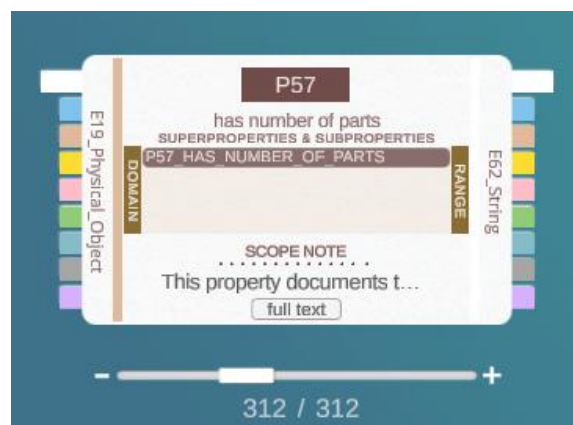 P57
has number of parts
SUPERPROPERTIES & SUBPROPERTIES
P57_HAS_NUMBER_OF_PARTS
E19_Physical_Object
DOMAIN
RANGE
E62_String
SCOPE NOTE
This property documents t...
full text
- +
312 / 312